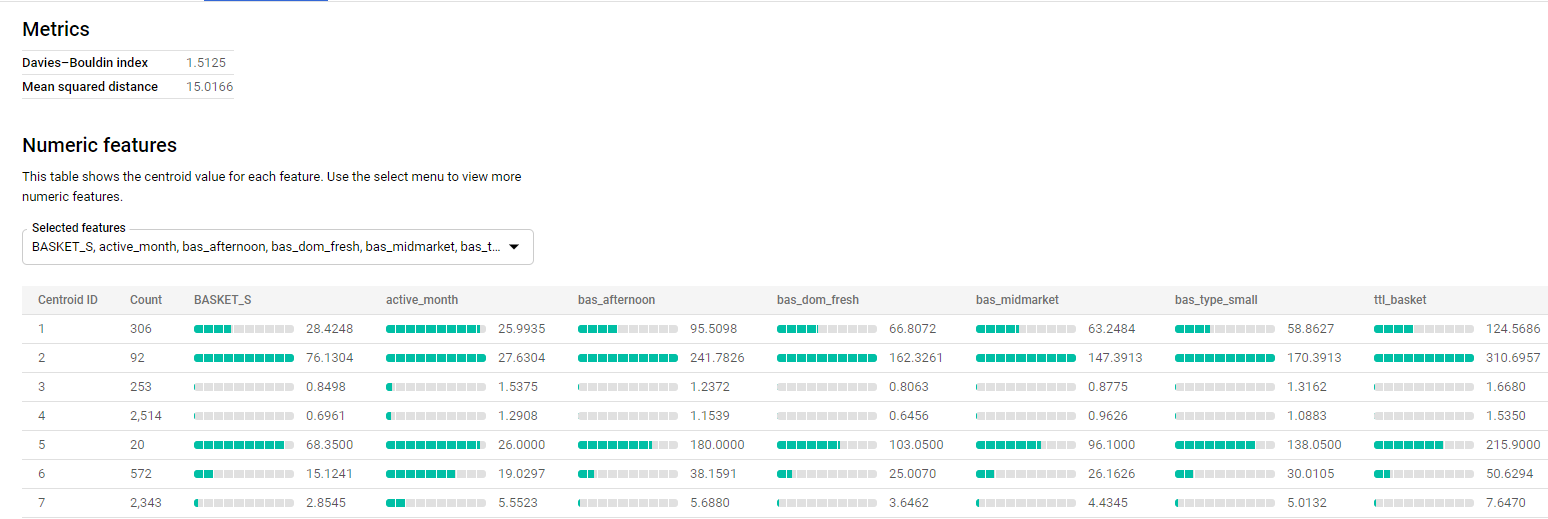 Metrics
Davies–Bouldin index 1.5125
Mean squared distance 15.0166
Numeric features
This table shows the centroid value for each feature. Use the select menu to view more
numeric features.
Selected features
BASKET_S, active_month, bas_afternoon, bas_dom_fresh, bas_midmarket, bas_t...
Centroid ID Count BASKET_S active_month bas_afternoon bas_dom_fresh bas_midmarket bas_type_small ttl_basket
1 306 28.4248 25.9935 95.5098 66.8072 63.2484 58.8627 124.5686
2 92 76.1304 27.6304 241.7826 162.3261 147.3913 170.3913 310.6957
3 253 0.8498 1.5375 1.2372 0.8063 0.8775 1.3162 1.6680
4 2,514 0.6961 1.2908 1.1539 0.6456 0.9626 1.0883 1.5350
5 20 68.3500 26.0000 180.0000 103.0500 96.1000 138.0500 215.9000
6 572 15.1241 19.0297 38.1591 25.0070 26.1626 30.0105 50.6294
7 2,343 2.8545 5.5523 5.6880 3.6462 4.4345 5.0132 7.6470